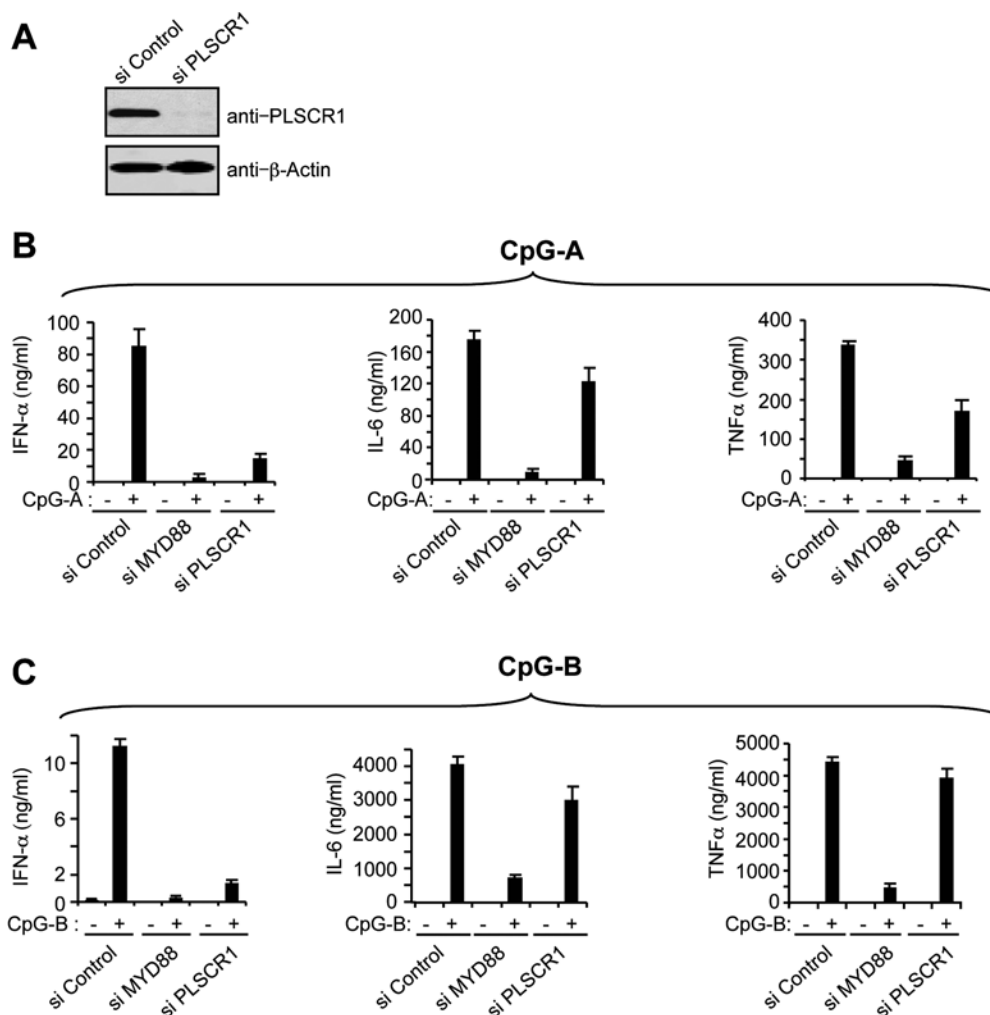 A
si Control
si PLSCR1
anti-PLSCR1
anti-β-Actin
B
CpG-A
IFN-α (ng/ml)
100
80
60
40
20
0
CpG-A : - + - + - +
si Control
si MYD88
si PLSCR1
IL-6 (ng/ml)
200
160
120
80
40
0
CpG-A: - + - + - +
si Control
si MYD88
si PLSCR1
TNFα (ng/ml)
400
300
200
100
0
CpG-A: - + - + - +
si Control
si MYD88
si PLSCR1
C
CpG-B
IFN-α (ng/ml)
10
6
2
0
CpG-B : - + - + - +
si Control
si MYD88
si PLSCR1
IL-6 (ng/ml)
4000
3000
2000
1000
0
CpG-B: - + - + - +
si Control
si MYD88
si PLSCR1
TNFα (ng/ml)
5000
4000
3000
2000
1000
0
CpG-B: - + - + - +
si Control
si MYD88
si PLSCR1